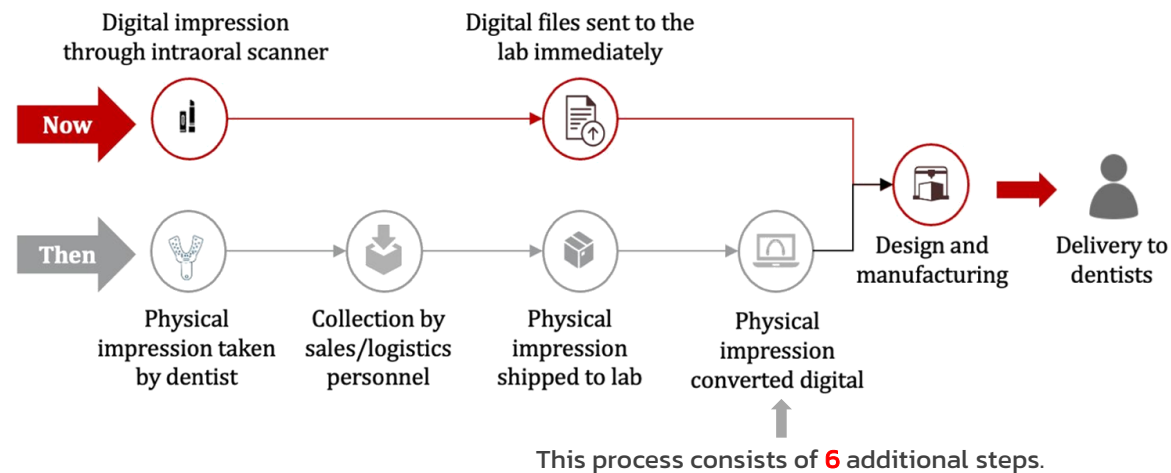 Digital impression
through intraoral scanner
Digital files sent to the
lab immediately
Now
Then
Physical
impression taken
by dentist
Collection by
sales/logistics
personnel
Physical
impression
shipped to lab
Physical
impression
converted digital
Design and
manufacturing
Delivery to
dentists
This process consists of 6 additional steps.